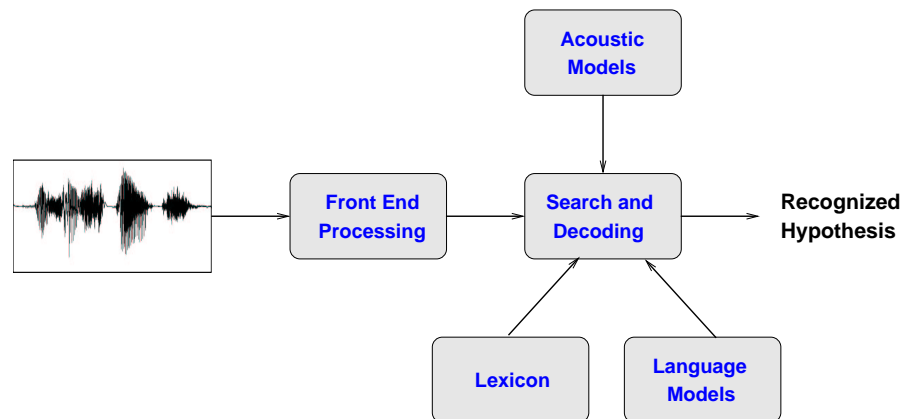 Acoustic
Models
Front End
Processing
Search and
Decoding
Recognized
Hypothesis
Lexicon
Language
Models